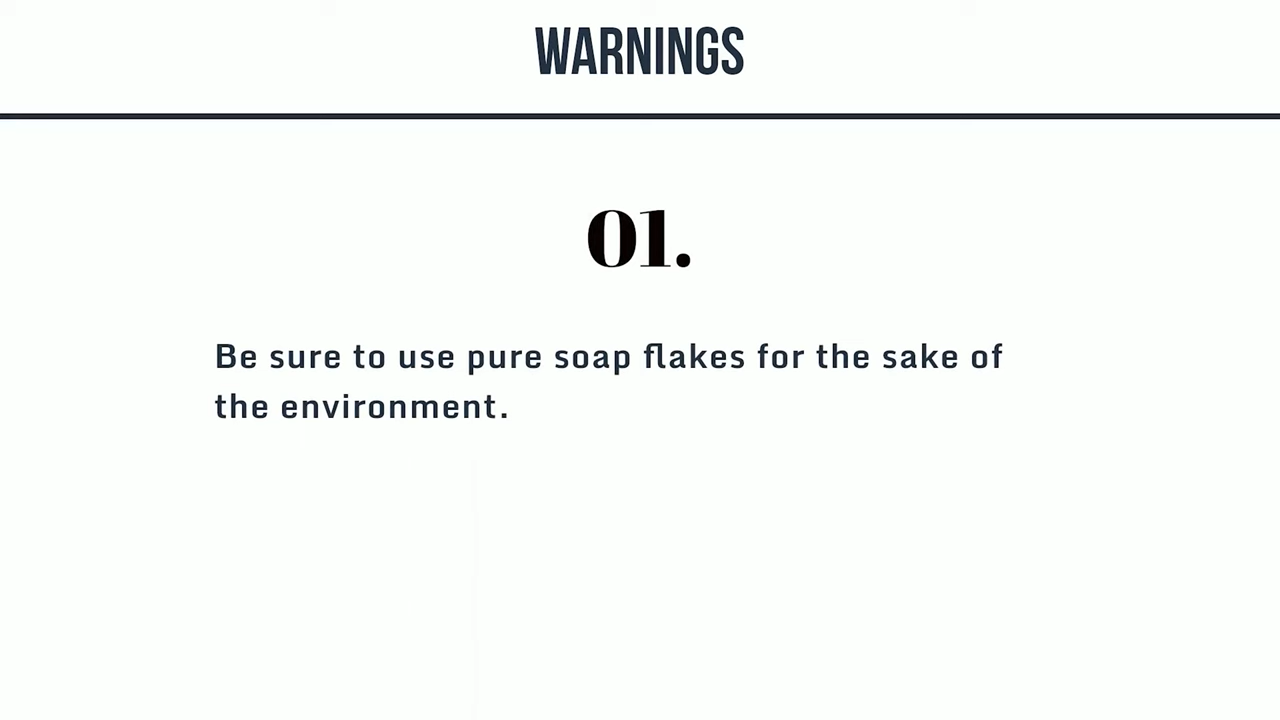 WARNINGS
01.
Be sure to use pure soap flakes for the sake of
the environment.